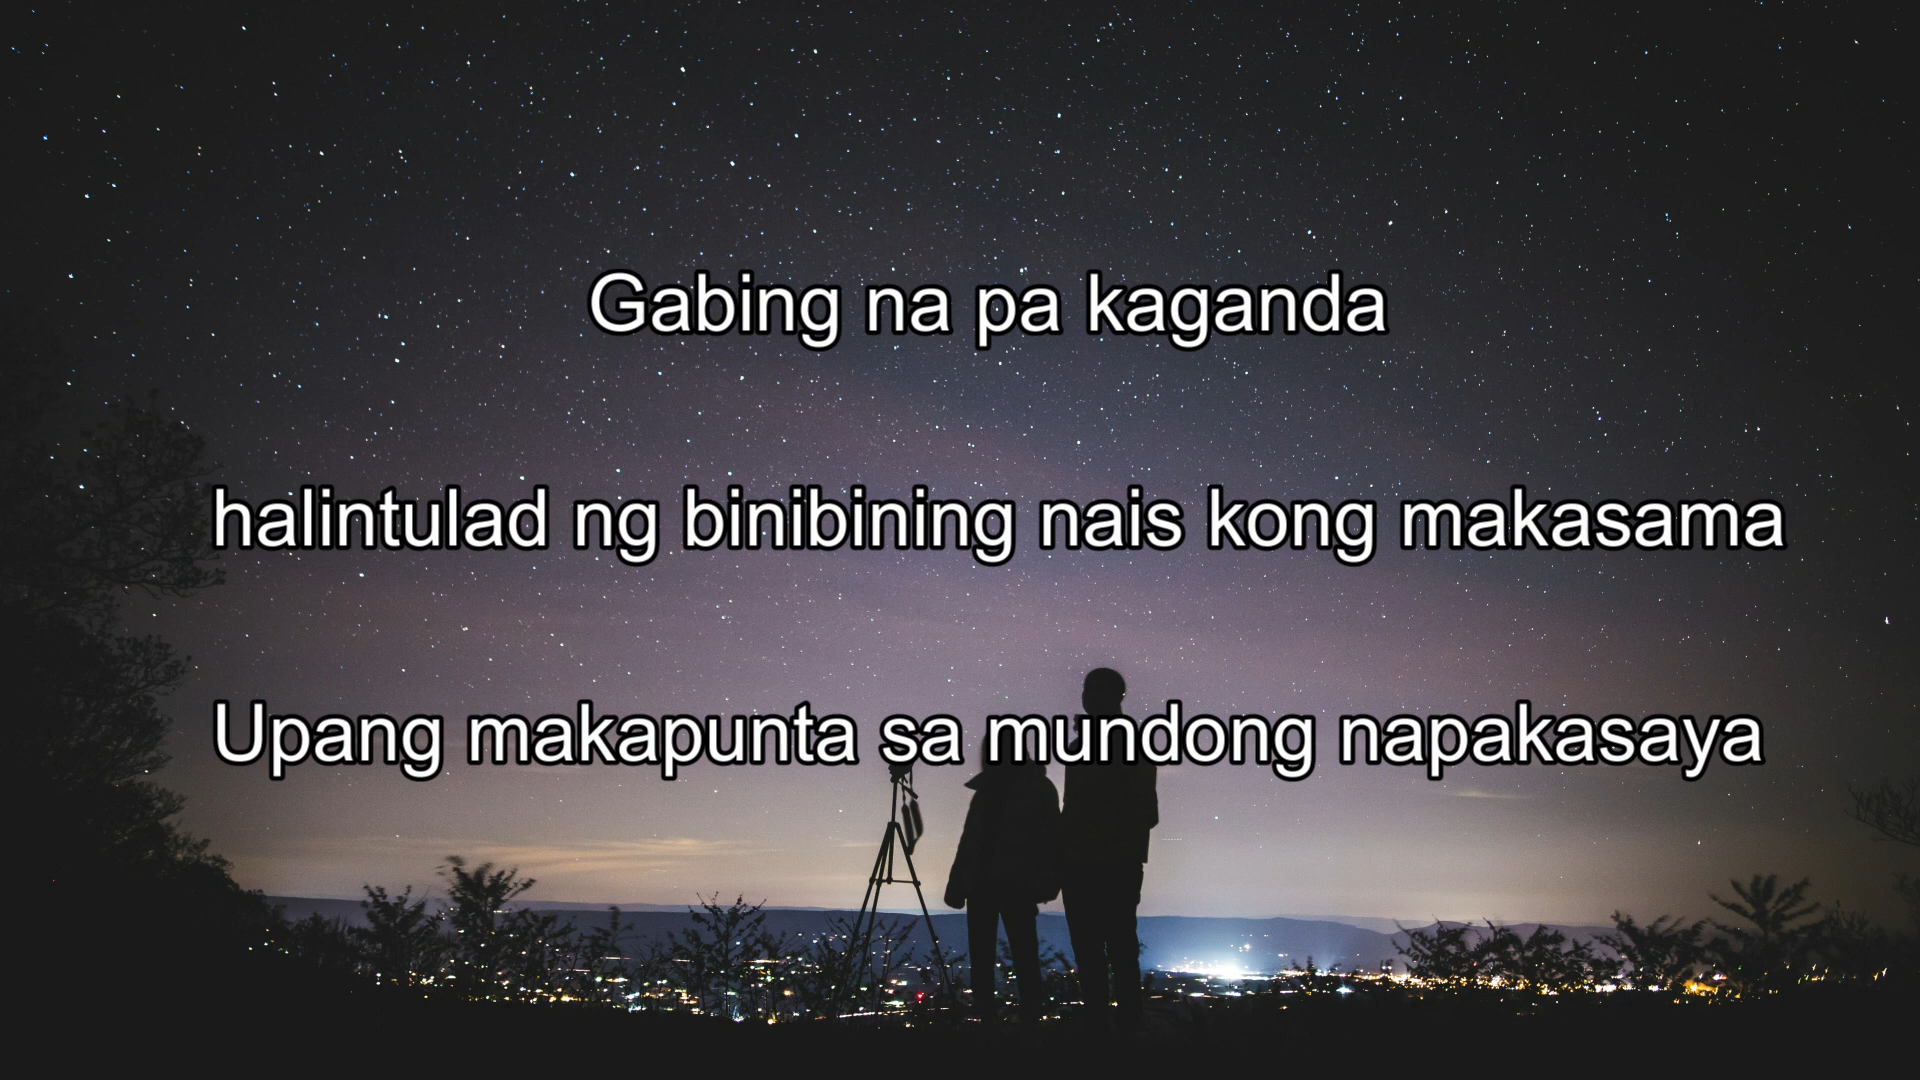 Gabing na pa kaganda
halintulad ng binibining nais kong makasama
Upang makapunta sa mundong napakasaya